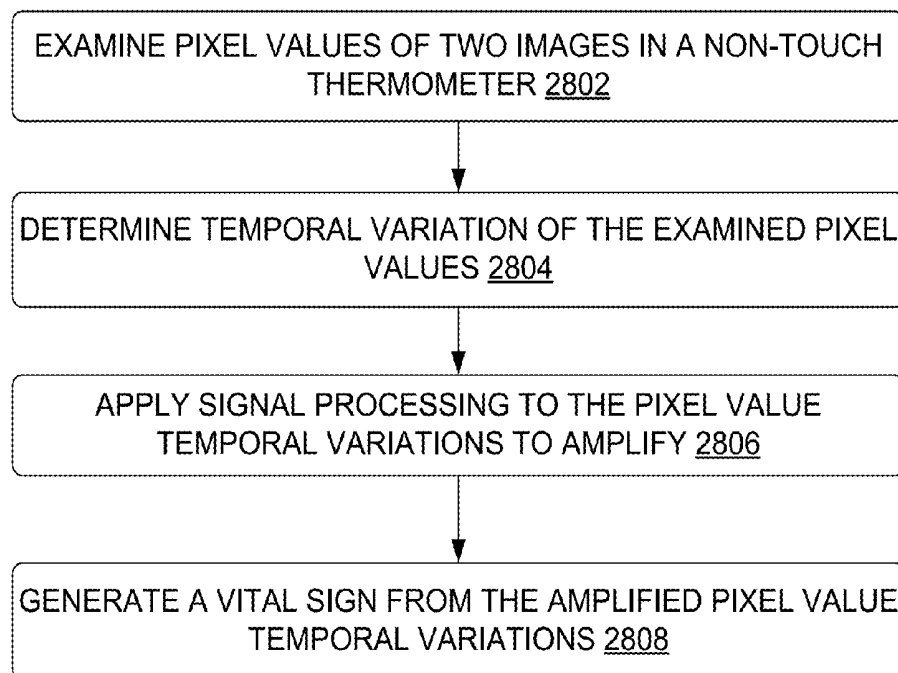 EXAMINE PIXEL VALUES OF TWO IMAGES IN A NON-TOUCH
THERMOMETER 2802
DETERMINE TEMPORAL VARIATION OF THE EXAMINED PIXEL
VALUES 2804
APPLY SIGNAL PROCESSING TO THE PIXEL VALUE
TEMPORAL VARIATIONS TO AMPLIFY 2806
GENERATE A VITAL SIGN FROM THE AMPLIFIED PIXEL VALUE
TEMPORAL VARIATIONS 2808